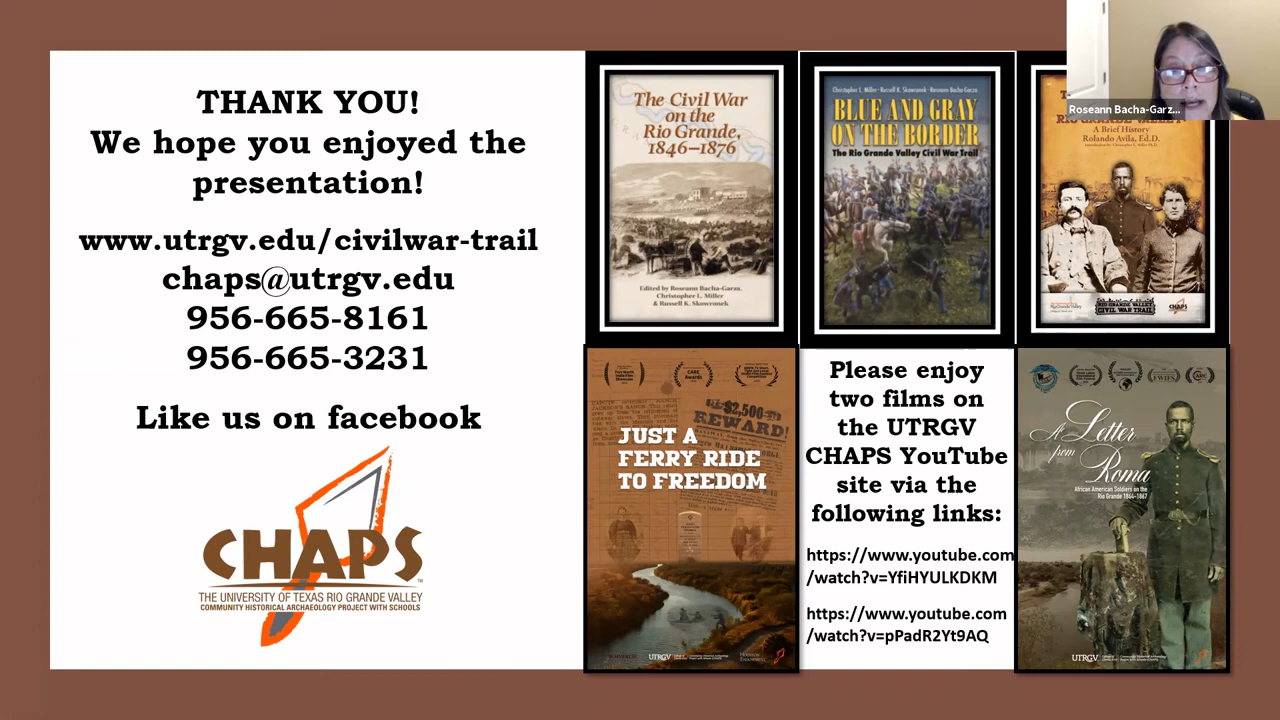 THANK YOU!
We hope you enjoyed the
presentation!
www.utrgv.edu/civilwar-trail
chaps@utrgv.edu
956-665-8161
956-665-3231
Like us on facebook
CHAPS
THE UNIVERSITY OF TEXAS RIO GRANDE VALLEY
COMMUNITY HISTORICAL ARCHAEOLOGY PROJECT WITH SCHOOLS
The Civil War
on the
Rio Grande,
1846–1876
Edited by Roseann Bacha-Garza,
Christopher L. Miller
& Russell K. Skowronek
Christopher L. Miller • Russell K. Skowronek • Roseann Bacha-Garza
BLUE AND GRAY
ON THE BORDER
The Rio Grande Valley Civil War Trail
Roseann Bacha-Garz...
A Brief History
Rolando Avila, Ed.D.
RIO GRANDE VALLEY
CIVIL WAR TRAIL
CHAPS
$2,500
REWARD!
JUST A
FERRY RIDE
TO FREEDOM
UTRGV
Please enjoy
two films on
the UTRGV
CHAPS YouTube
site via the
following links:
https://www.youtube.com
/watch?v=YfiHYULKDKM
https://www.youtube.com
/watch?v=pPadR2Yt9AQ
A Letter
from
Roma
African American Soldiers on the
Rio Grande 1864–1867
UTRGV